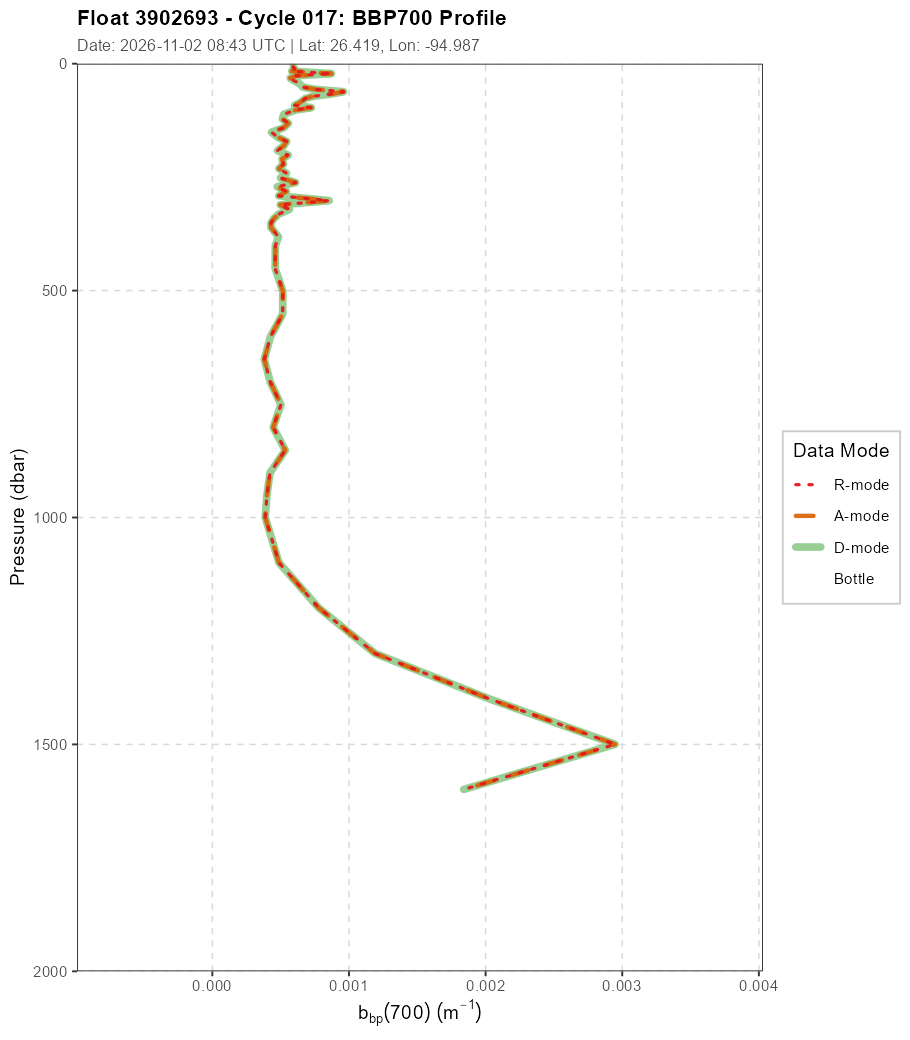 Float 3902693 - Cycle 017: BBP700 Profile
Date: 2026-11-02 08:43 UTC | Lat: 26.419, Lon: -94.987
0
500
1000
1500
2000
Pressure (dbar)
0.000
0.001
0.002
0.003
0.004
b_bp(700) (m⁻¹)
Data Mode
R-mode
A-mode
D-mode
Bottle